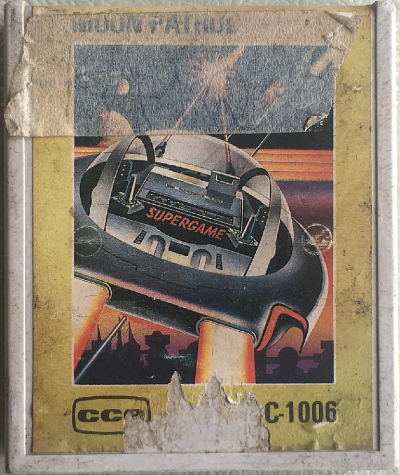 MOON PATROL
SUPERGAME
CCE
C-1006